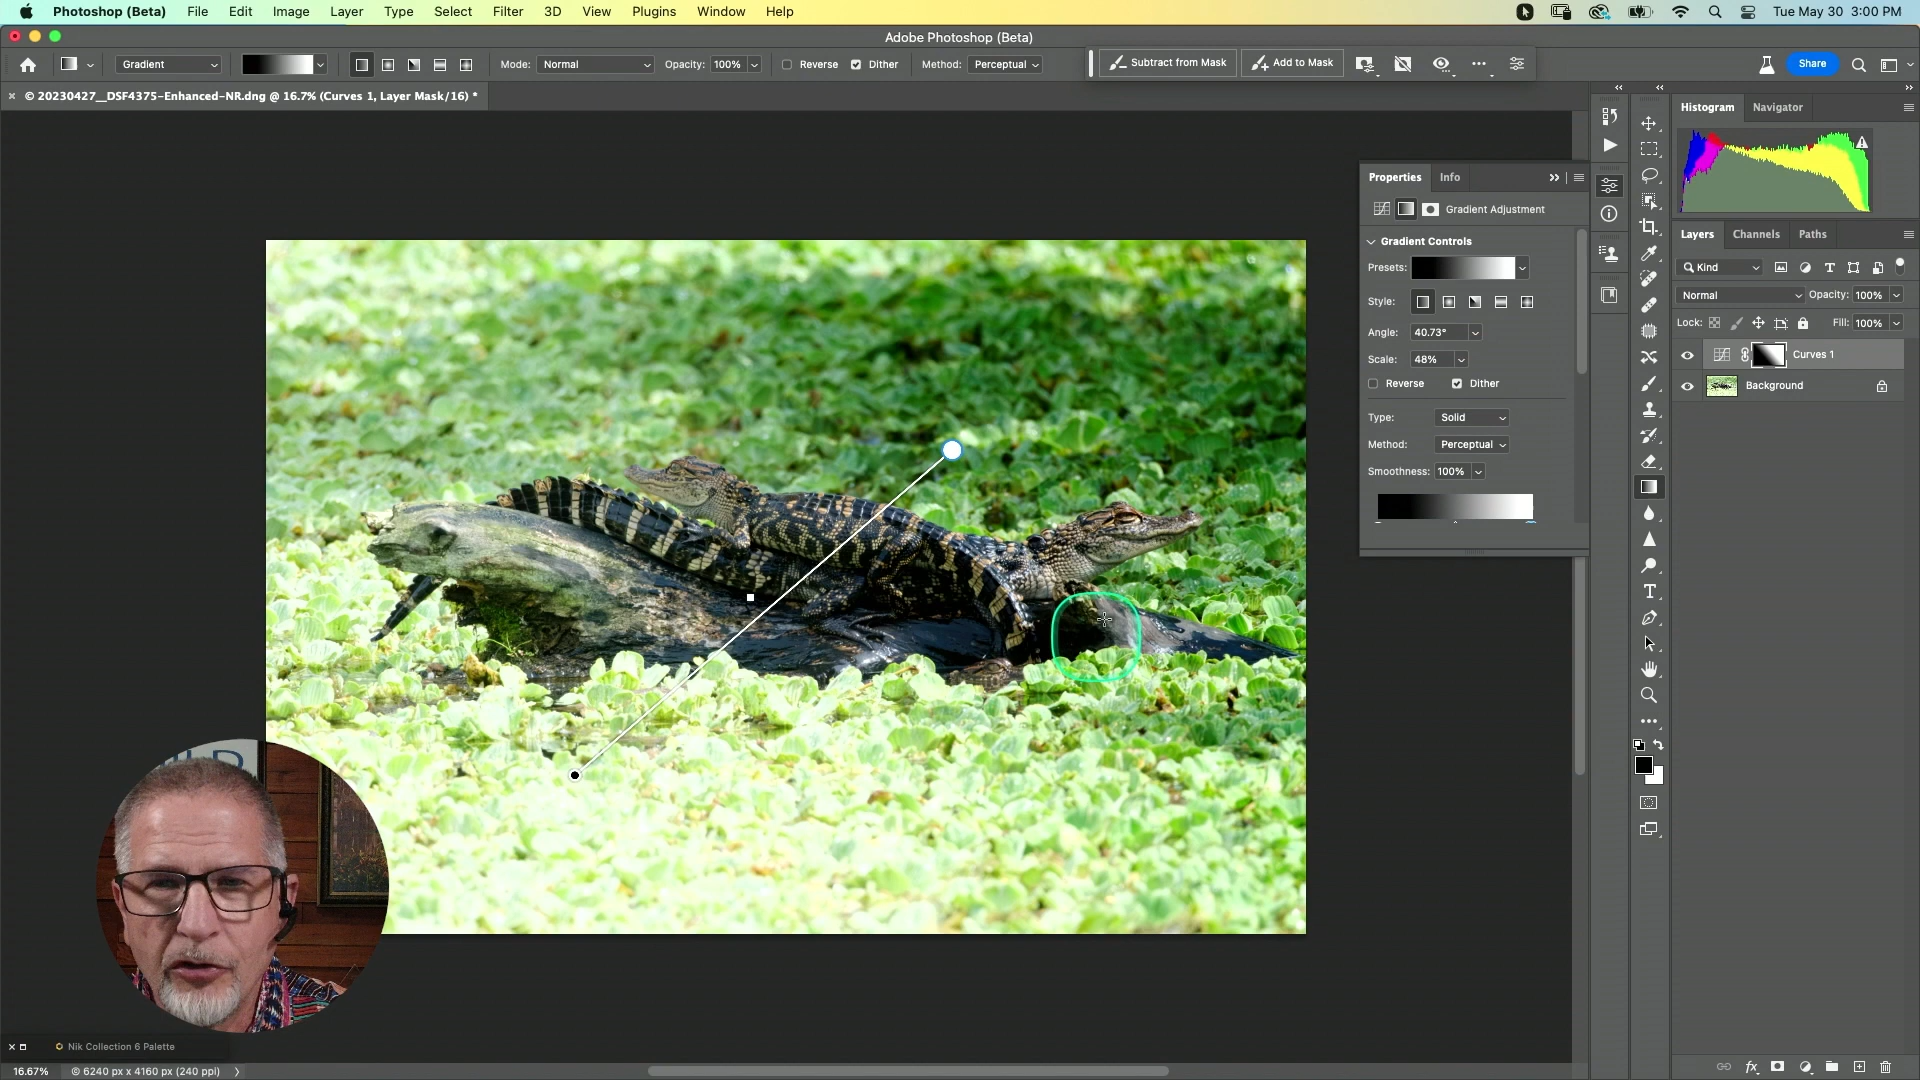 Photoshop (Beta) File Edit Image Layer Type Select Filter 3D View Plugins Window Help Tue May 30 3:00 PM
Adobe Photoshop (Beta)
Gradient Mode: Normal Opacity: 100% Reverse Dither Method: Perceptual Subtract from Mask Add to Mask Share
© 20230427__DSF4375-Enhanced-NR.dng @ 16.7% (Curves 1, Layer Mask/16) *
Histogram Navigator
Properties Info
Gradient Adjustment
Gradient Controls
Presets:
Style:
Angle: 40.73°
Scale: 48%
Reverse Dither
Type: Solid
Method: Perceptual
Smoothness: 100%
Layers Channels Paths
Kind
Normal Opacity: 100%
Lock: Fill: 100%
Curves 1
Background
Nik Collection 6 Palette
16.67% © 6240 px x 4160 px (240 ppi)